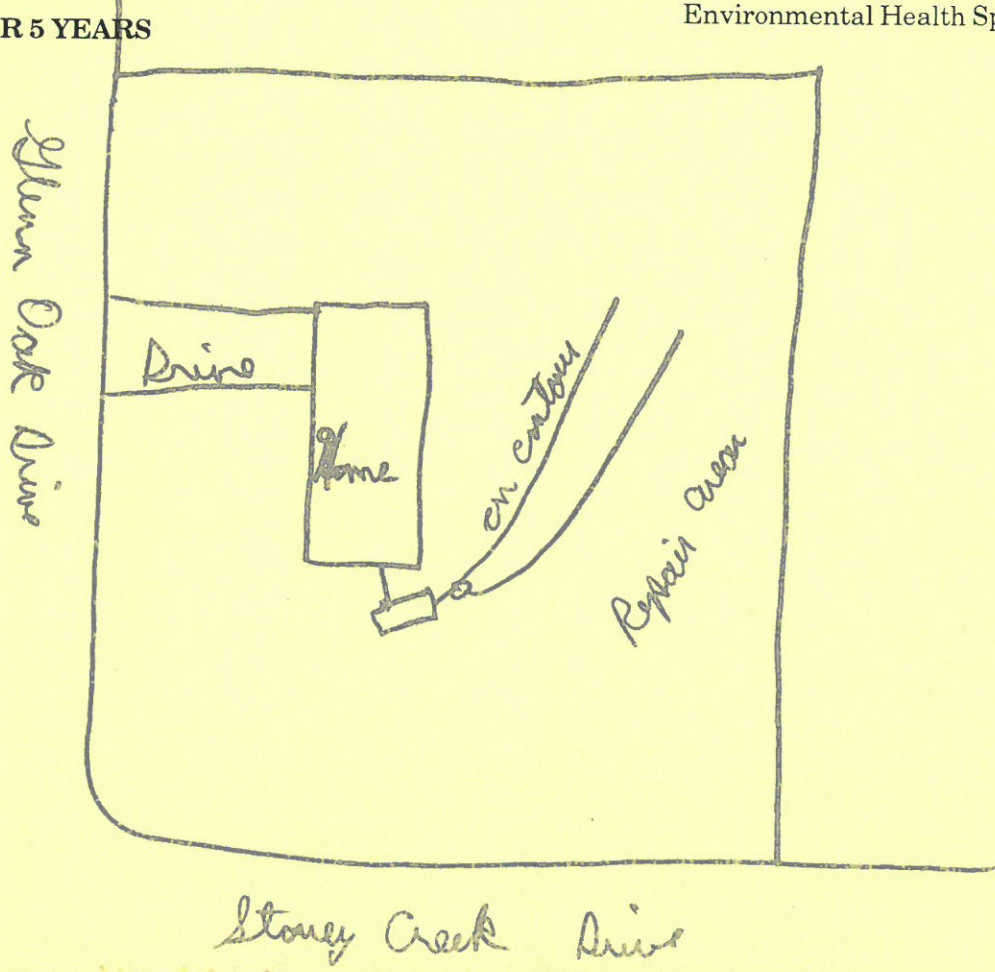 R 5 YEARS
Environmental Health Sp
Glenn Oak Drive
Drive
Home
on contour
Repair area
Stoney Creek Drive